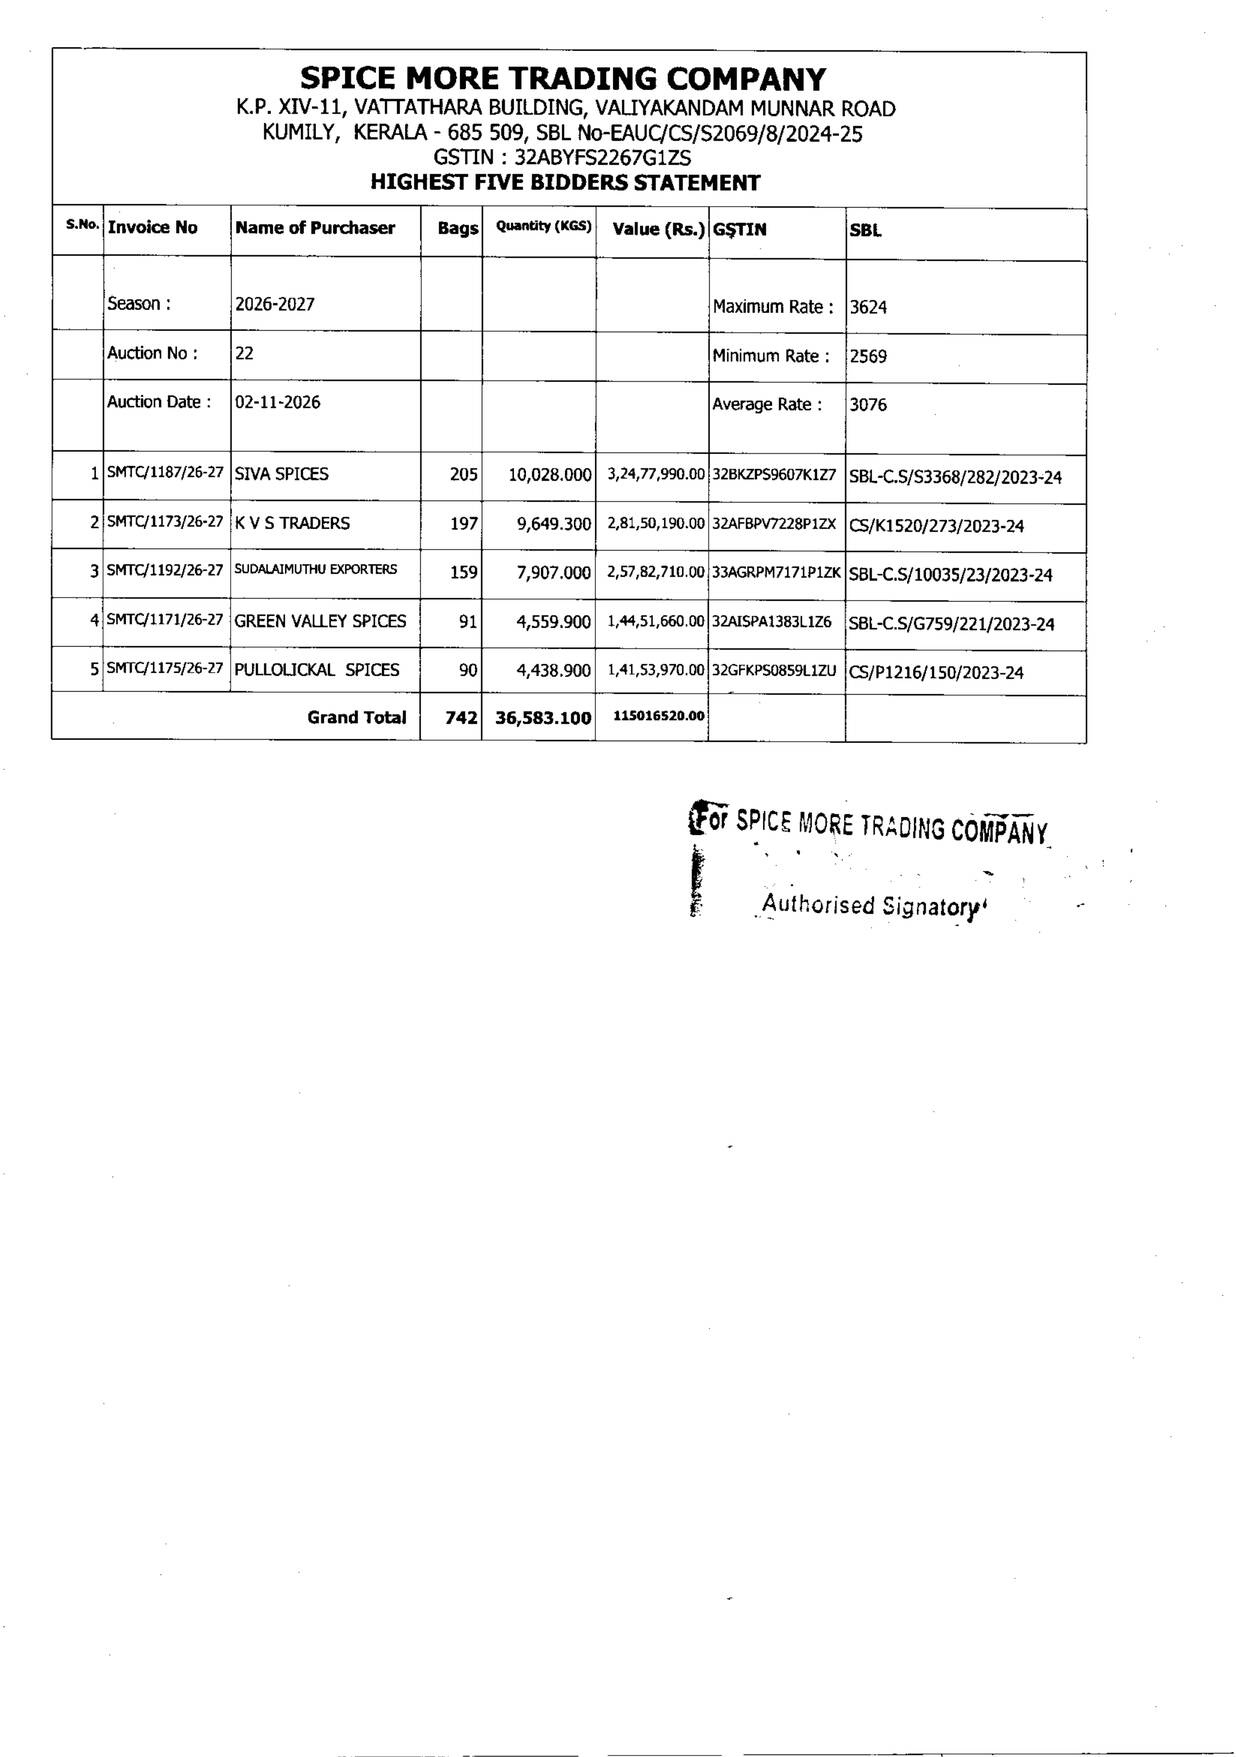 SPICE MORE TRADING COMPANY
K.P. XIV-11, VATTATHARA BUILDING, VALIYAKANDAM MUNNAR ROAD
KUMILY, KERALA - 685 509, SBL No-EAUC/CS/S2069/8/2024-25
GSTIN : 32ABYFS2267G1ZS
HIGHEST FIVE BIDDERS STATEMENT
S.No. Invoice No Name of Purchaser Bags Quantity (KGS) Value (Rs.) GSTIN SBL
Season : 2026-2027 Maximum Rate : 3624
Auction No : 22 Minimum Rate : 2569
Auction Date : 02-11-2026 Average Rate : 3076
1 SMTC/1187/26-27 SIVA SPICES 205 10,028.000 3,24,77,990.00 32BKZPS9607K1Z7 SBL-C.S/S3368/282/2023-24
2 SMTC/1173/26-27 K V S TRADERS 197 9,649.300 2,81,50,190.00 32AFBPV7228P1ZX CS/K1520/273/2023-24
3 SMTC/1192/26-27 SUDALAIMUTHU EXPORTERS 159 7,907.000 2,57,82,710.00 33AGRPM7171P1ZK SBL-C.S/10035/23/2023-24
4 SMTC/1171/26-27 GREEN VALLEY SPICES 91 4,559.900 1,44,51,660.00 32AISPA1383L1Z6 SBL-C.S/G759/221/2023-24
5 SMTC/1175/26-27 PULLOLICKAL SPICES 90 4,438.900 1,41,53,970.00 32GFKPS0859L1ZU CS/P1216/150/2023-24
Grand Total 742 36,583.100 115016520.00
For SPICE MORE TRADING COMPANY
Authorised Signatory